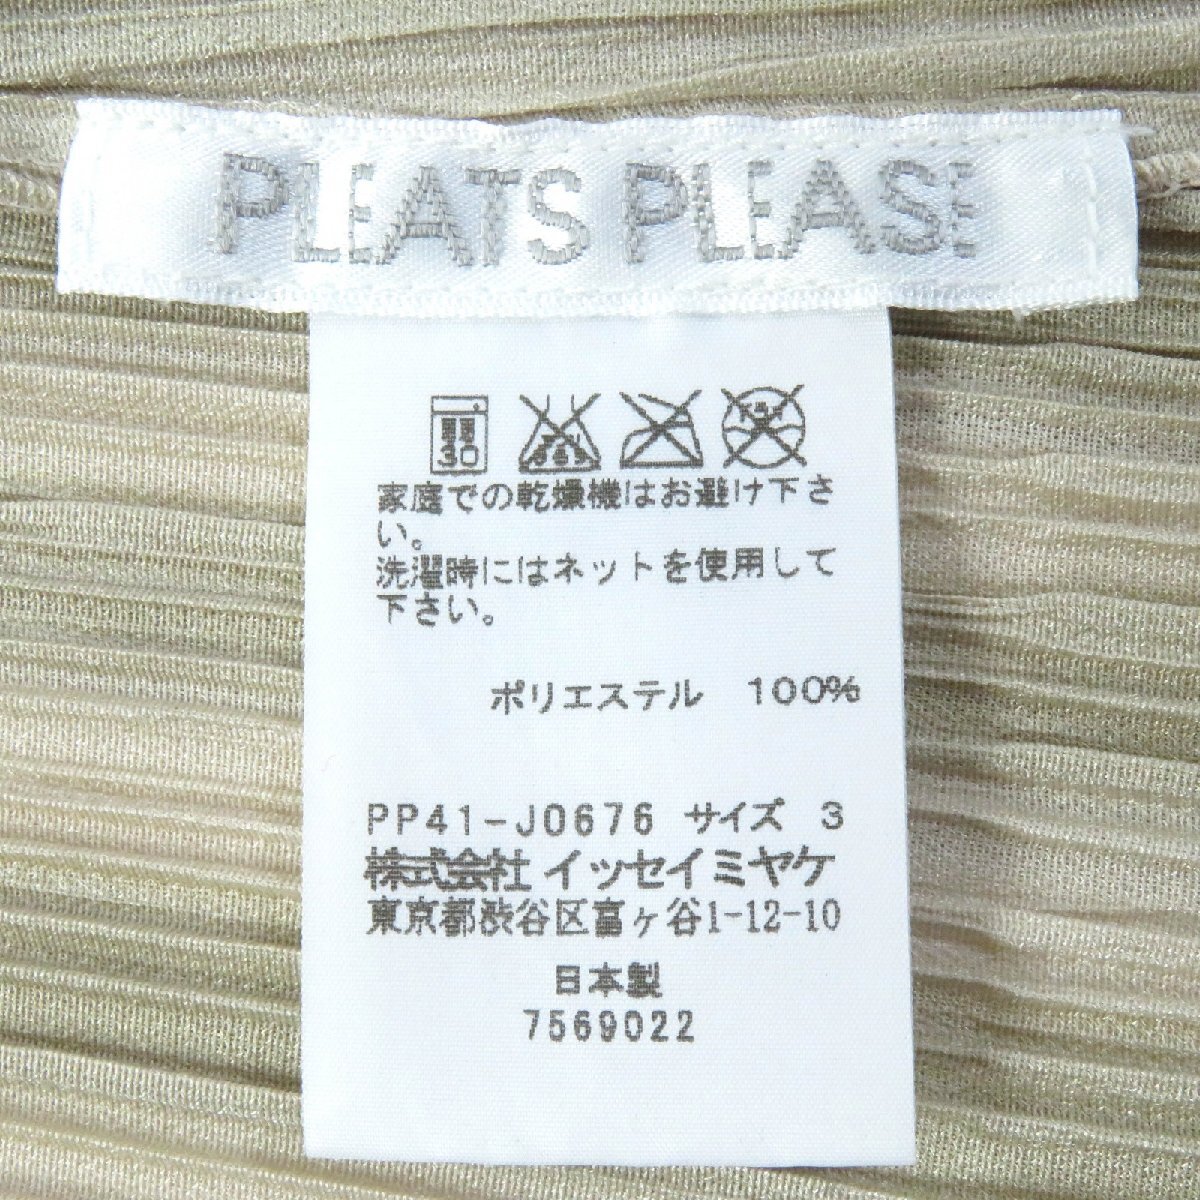 PLEATS PLEASE
30
家庭での乾燥機はお避け下さ
い。
洗濯時にはネットを使用して
下さい。
ポリエステル 100%
PP41-J0676 サイズ 3
株式会社イッセイミヤケ
東京都渋谷区富ヶ谷1-12-10
日本製
7569022